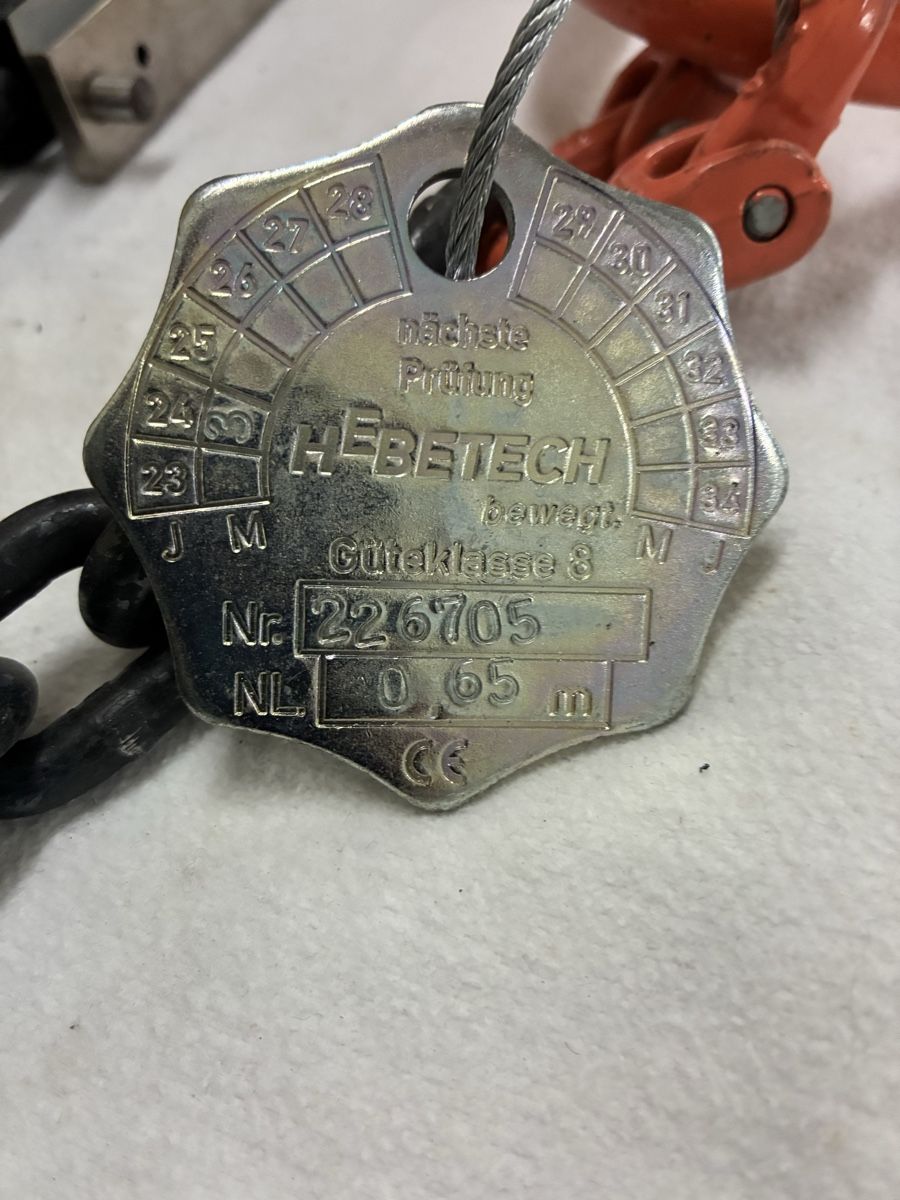 28 29
27 30
26 31
25 32
24 3 33
23 34
J M M J
nächste
Prüfung
HEBETECH
bewegt.
Güteklasse 8
Nr. 226705
NL. 0,65 m
CE